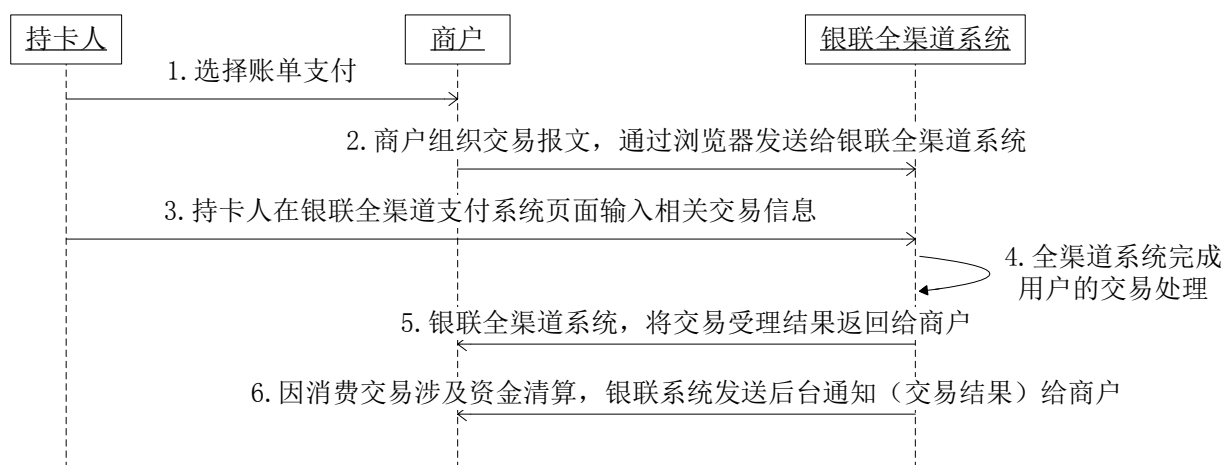 持卡人
商户
银联全渠道系统
1.选择账单支付
2.商户组织交易报文，通过浏览器发送给银联全渠道系统
3.持卡人在银联全渠道支付系统页面输入相关交易信息
4.全渠道系统完成
用户的交易处理
5.银联全渠道系统，将交易受理结果返回给商户
6.因消费交易涉及资金清算，银联系统发送后台通知（交易结果）给商户